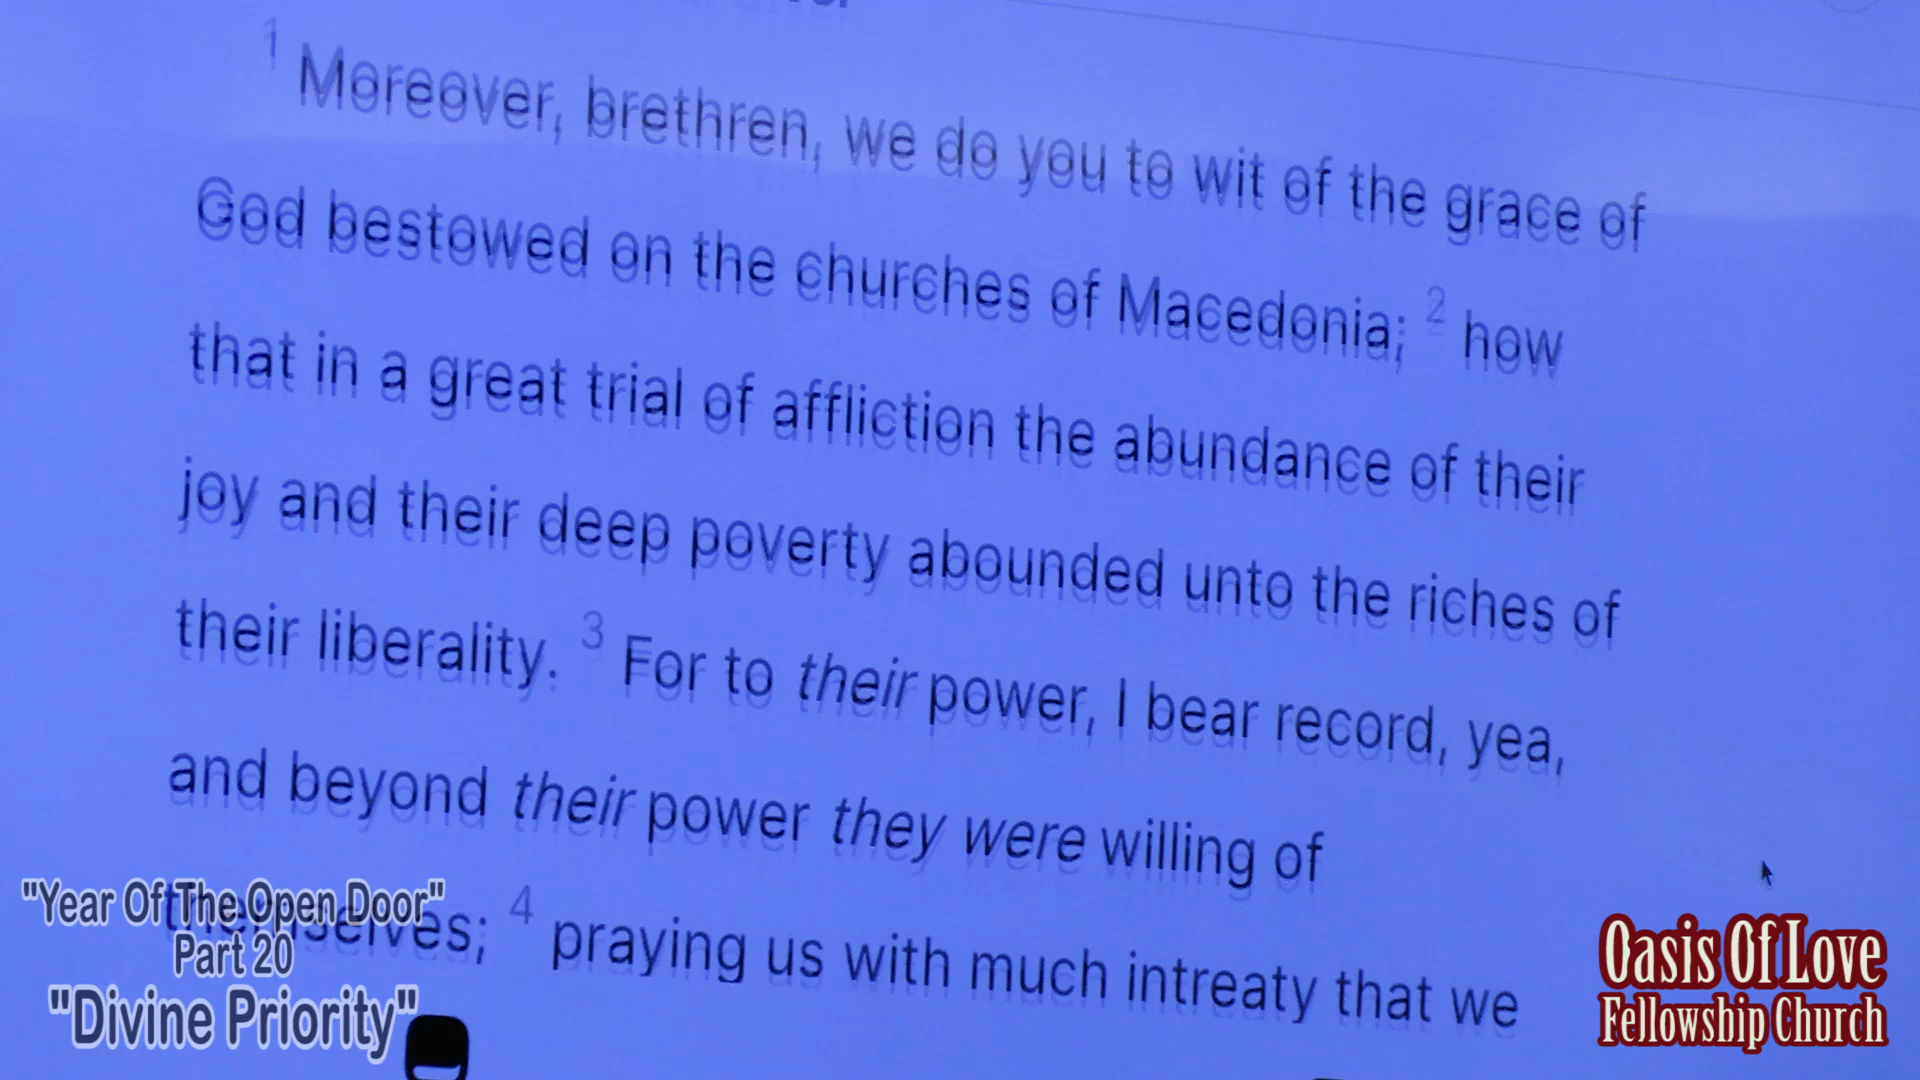 1 Moreover, brethren, we do you to wit of the grace of
God bestowed on the churches of Macedonia; 2 how
that in a great trial of affliction the abundance of their
joy and their deep poverty abounded unto the riches of
their liberality. 3 For to their power, I bear record, yea,
and beyond their power they were willing of
themselves; 4 praying us with much intreaty that we
"Year Of The Open Door"
Part 20
"Divine Priority"
Oasis Of Love
Fellowship Church